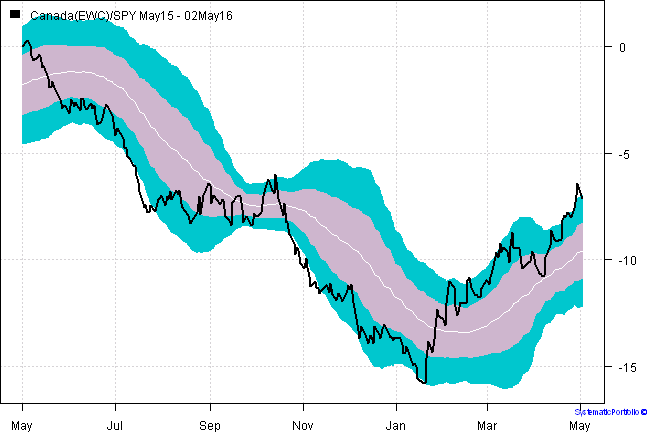 Canada(EWC)/SPY May15 - 02May16
0
-5
-10
-15
May Jul Sep Nov Jan Mar May
SystematicPortfolio ©